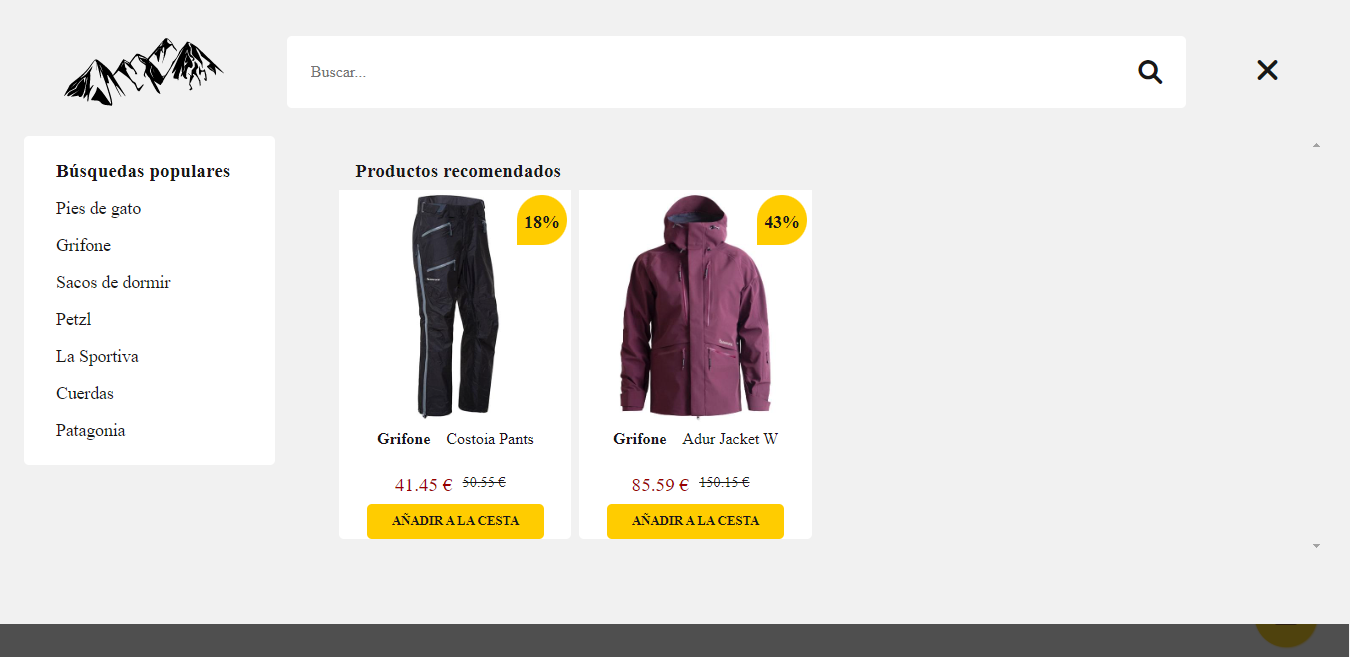 Buscar...
Búsquedas populares
Pies de gato
Grifone
Sacos de dormir
Petzl
La Sportiva
Cuerdas
Patagonia
Productos recomendados
18%
Grifone Costoia Pants
41.45 € 50.55 €
AÑADIR A LA CESTA
43%
Grifone Adur Jacket W
85.59 € 150.15 €
AÑADIR A LA CESTA